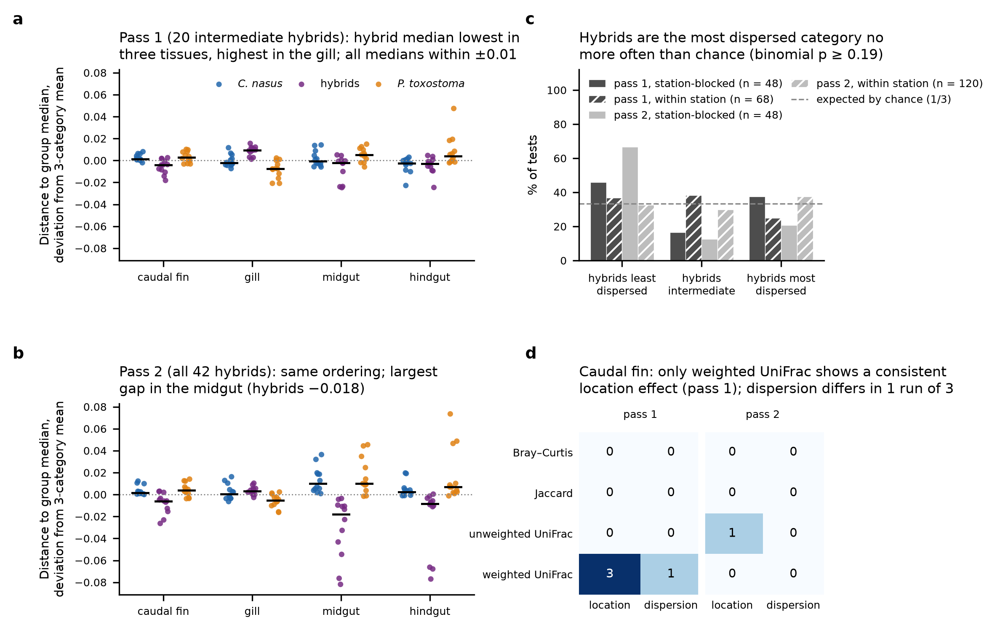 a
Pass 1 (20 intermediate hybrids): hybrid median lowest in
three tissues, highest in the gill; all medians within ±0.01
Distance to group median,
deviation from 3-category mean
0.08
0.06
0.04
0.02
0.00
−0.02
−0.04
−0.06
−0.08
C. nasus
hybrids
P. toxostoma
caudal fin
gill
midgut
hindgut
c
Hybrids are the most dispersed category no
more often than chance (binomial p ≥ 0.19)
% of tests
100
80
60
40
20
0
pass 1, station-blocked (n = 48)
pass 1, within station (n = 68)
pass 2, station-blocked (n = 48)
pass 2, within station (n = 120)
expected by chance (1/3)
hybrids least
dispersed
hybrids
intermediate
hybrids most
dispersed
b
Pass 2 (all 42 hybrids): same ordering; largest
gap in the midgut (hybrids −0.018)
Distance to group median,
deviation from 3-category mean
0.08
0.06
0.04
0.02
0.00
−0.02
−0.04
−0.06
−0.08
caudal fin
gill
midgut
hindgut
d
Caudal fin: only weighted UniFrac shows a consistent
location effect (pass 1); dispersion differs in 1 run of 3
pass 1
pass 2
Bray–Curtis
0
0
0
0
Jaccard
0
0
0
0
unweighted UniFrac
0
0
1
0
weighted UniFrac
3
1
0
0
location
dispersion
location
dispersion